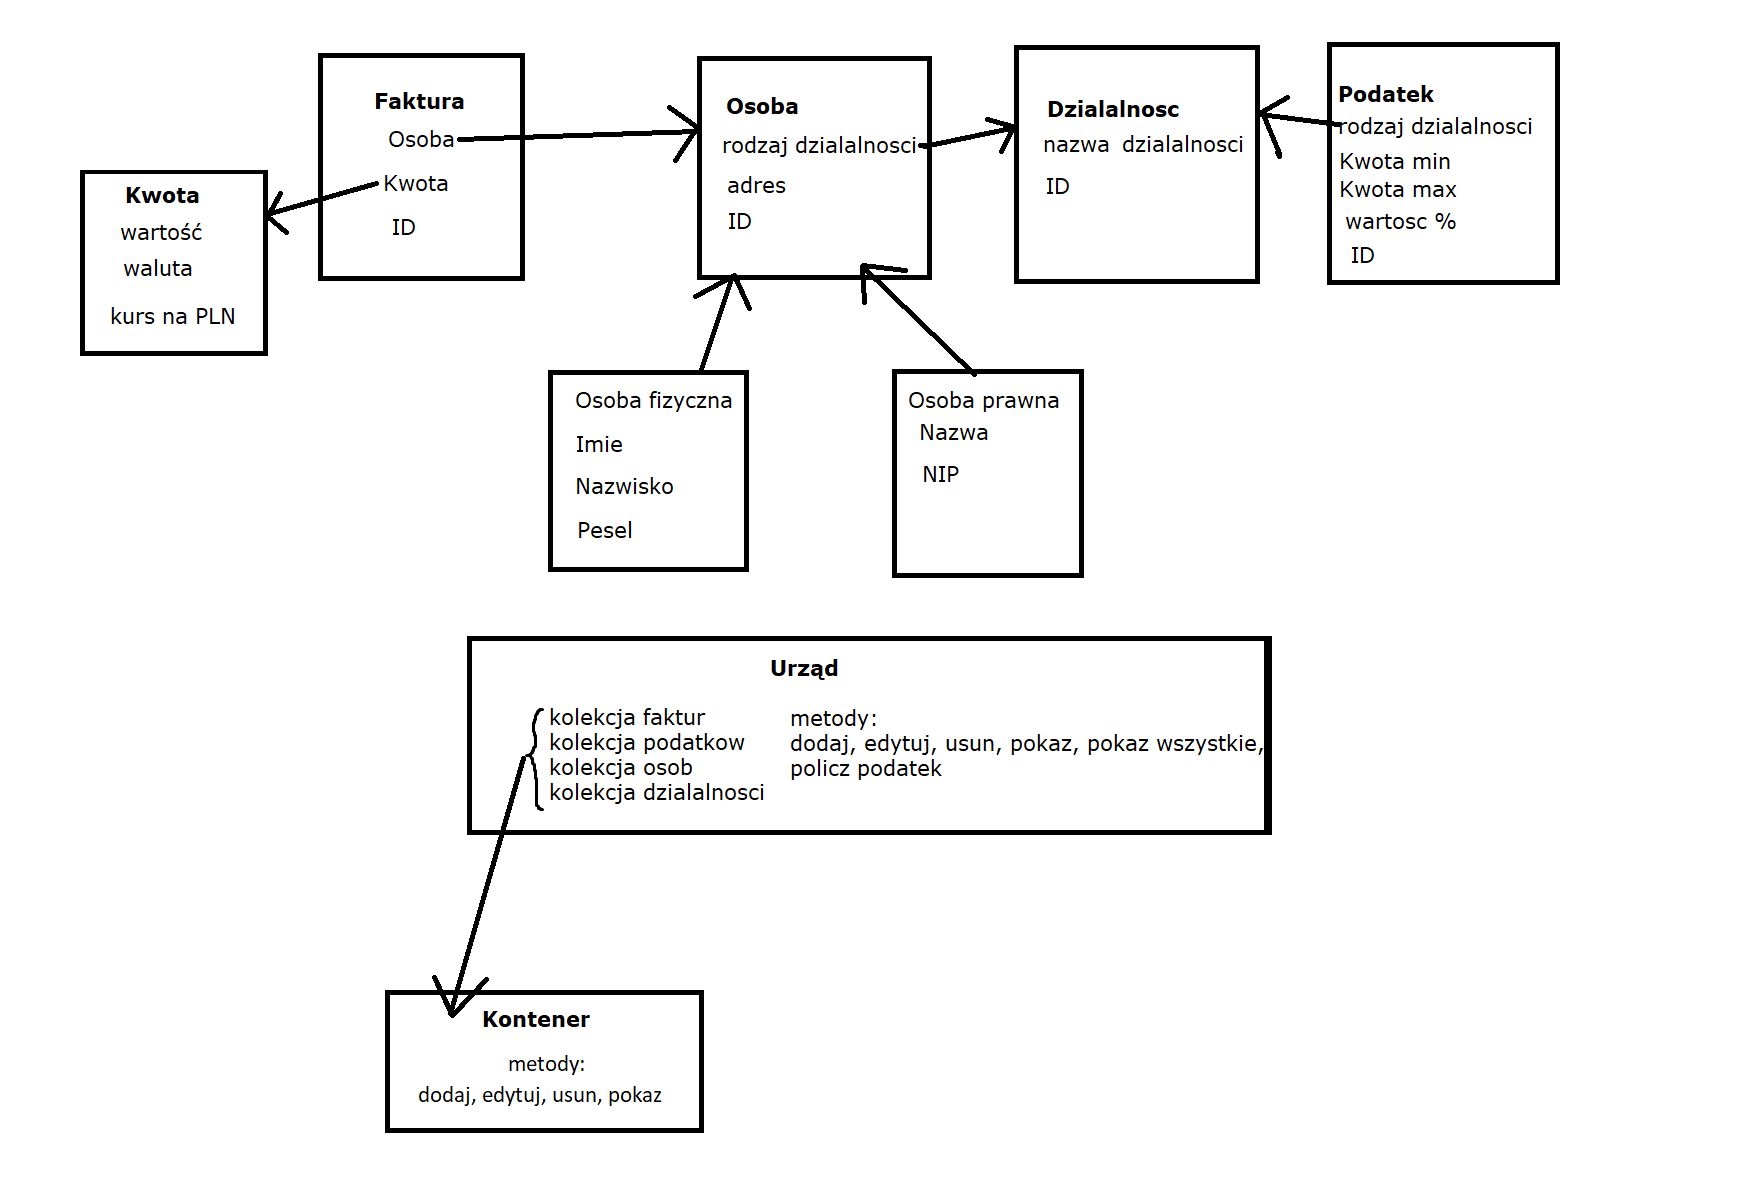 Kwota
wartość
waluta
kurs na PLN
Faktura
Osoba
Kwota
ID
Osoba
rodzaj dzialalnosci
adres
ID
Dzialalnosc
nazwa dzialalnosci
ID
Podatek
rodzaj dzialalnosci
Kwota min
Kwota max
wartosc %
ID
Osoba fizyczna
Imie
Nazwisko
Pesel
Osoba prawna
Nazwa
NIP
Urząd
kolekcja faktur
kolekcja podatkow
kolekcja osob
kolekcja dzialalnosci
metody:
dodaj, edytuj, usun, pokaz, pokaz wszystkie,
policz podatek
Kontener
metody:
dodaj, edytuj, usun, pokaz